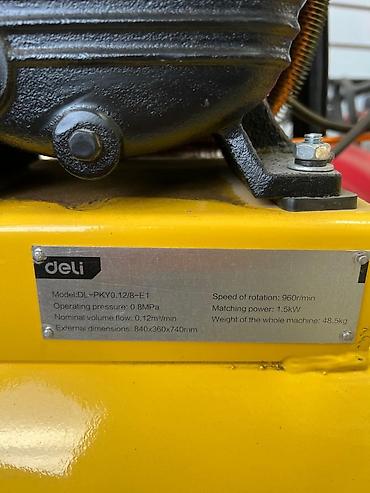 deli
Model:DL-PKY0.12/8-E1
Operating pressure: 0.8MPa
Nominal volume flow: 0.12m³/min
External dimensions: 840x360x740mm
Speed of rotation: 960r/min
Matching power: 1.5kW
Weight of the whole machine: 48.5kg